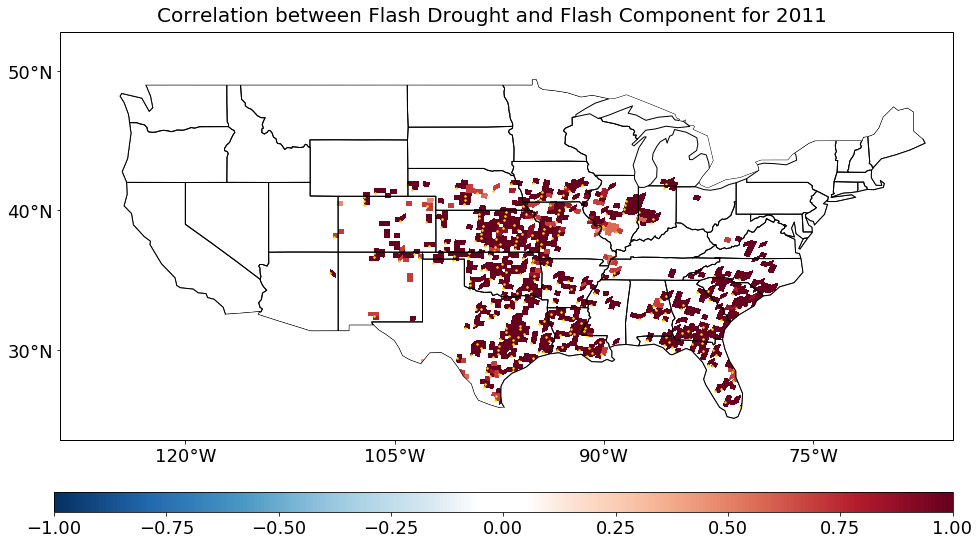 Correlation between Flash Drought and Flash Component for 2011
50°N
40°N
30°N
120°W 105°W 90°W 75°W
−1.00 −0.75 −0.50 −0.25 0.00 0.25 0.50 0.75 1.00